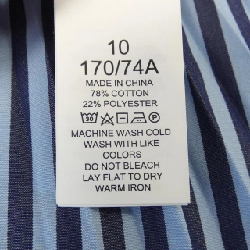 10
170/74A
MADE IN CHINA
78% COTTON
22% POLYESTER
MACHINE WASH COLD
WASH WITH LIKE
COLORS
DO NOT BLEACH
LAY FLAT TO DRY
WARM IRON